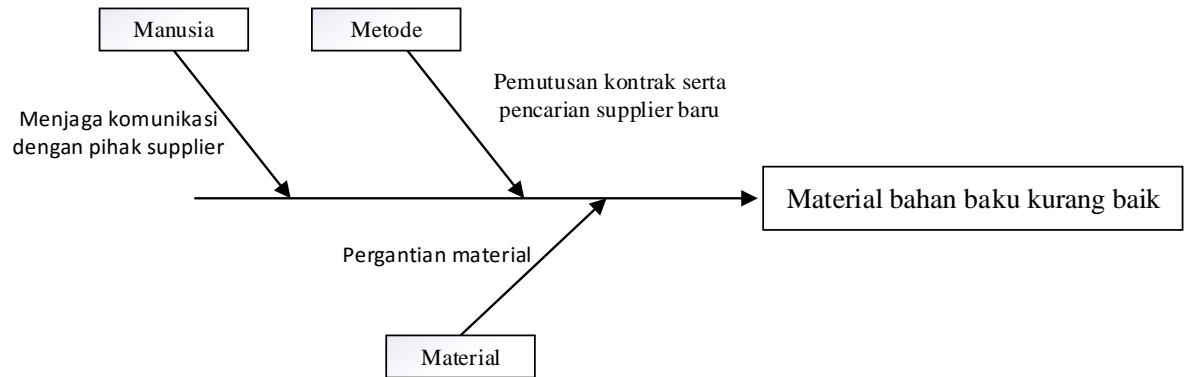 Manusia
Metode
Pemutusan kontrak serta
pencarian supplier baru
Menjaga komunikasi
dengan pihak supplier
Material bahan baku kurang baik
Pergantian material
Material